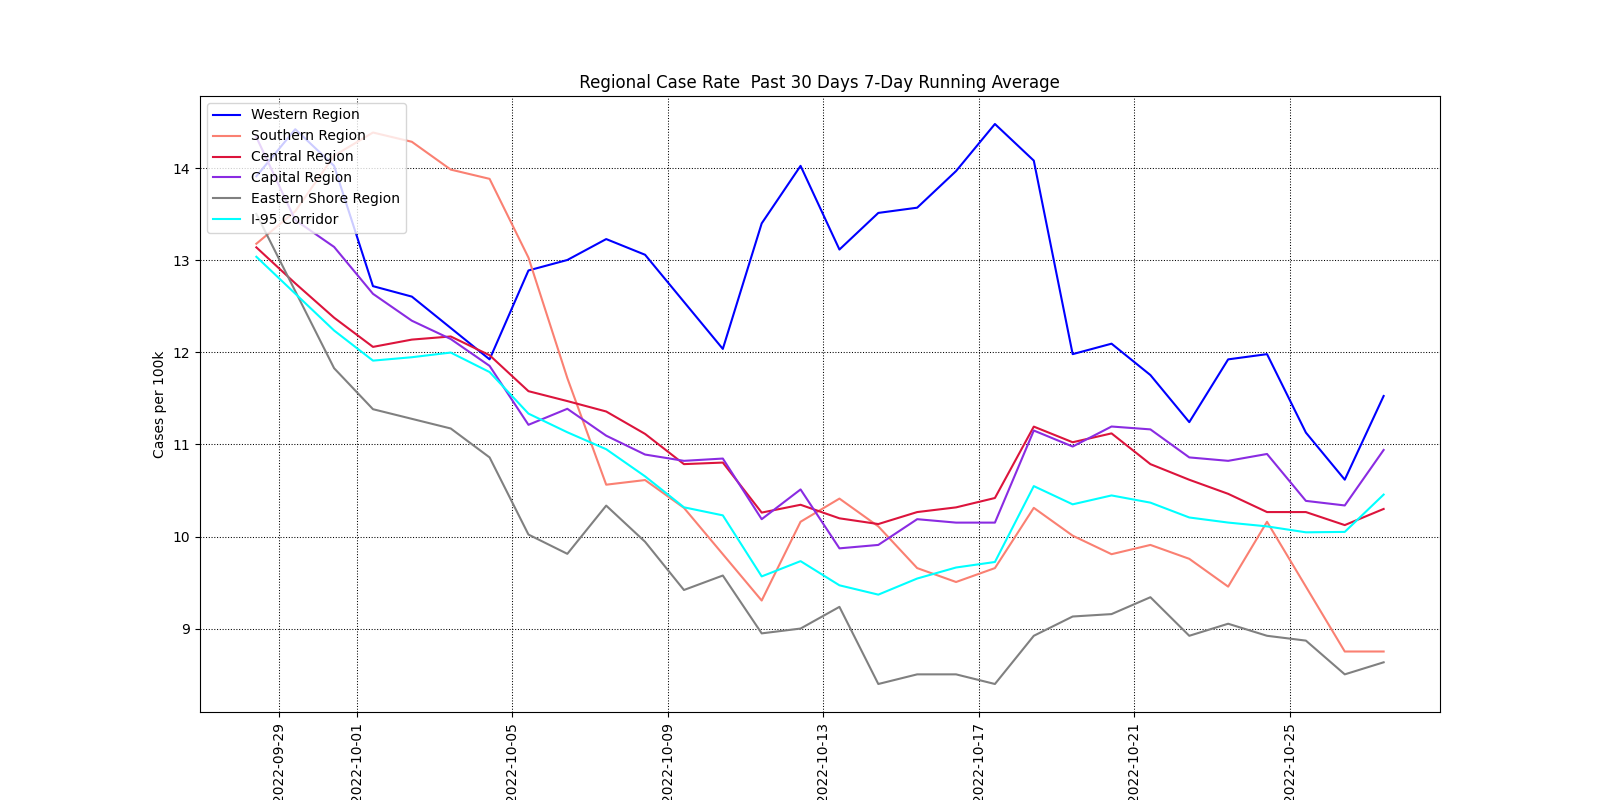 Regional Case Rate  Past 30 Days 7-Day Running Average
Western Region
Southern Region
Central Region
Capital Region
Eastern Shore Region
I-95 Corridor
Cases per 100k
14
13
12
11
10
9
2022-09-29
2022-10-01
2022-10-05
2022-10-09
2022-10-13
2022-10-17
2022-10-21
2022-10-25